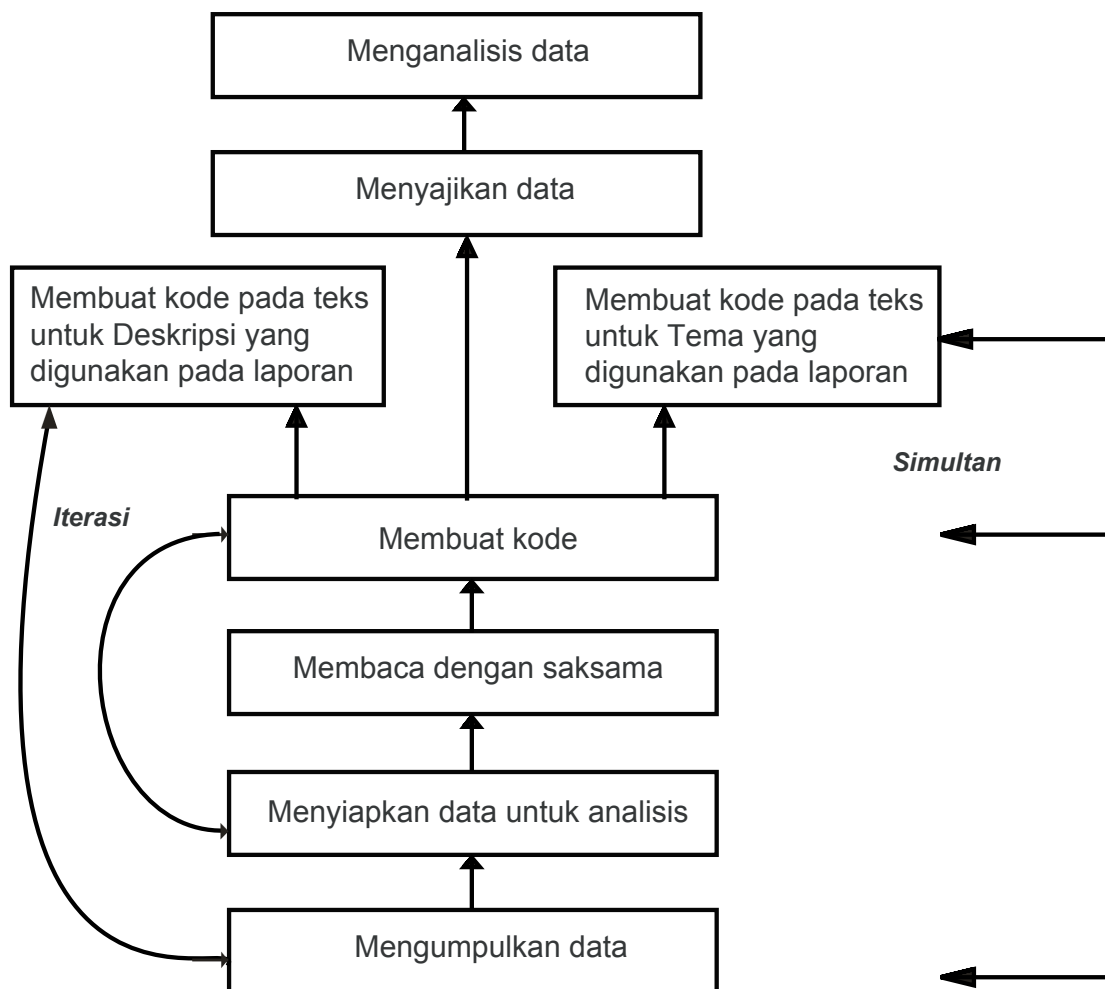 Menganalisis data
Menyajikan data
Membuat kode pada teks
untuk Deskripsi yang
digunakan pada laporan
Membuat kode pada teks
untuk Tema yang
digunakan pada laporan
Simultan
Iterasi
Membuat kode
Membaca dengan saksama
Menyiapkan data untuk analisis
Mengumpulkan data